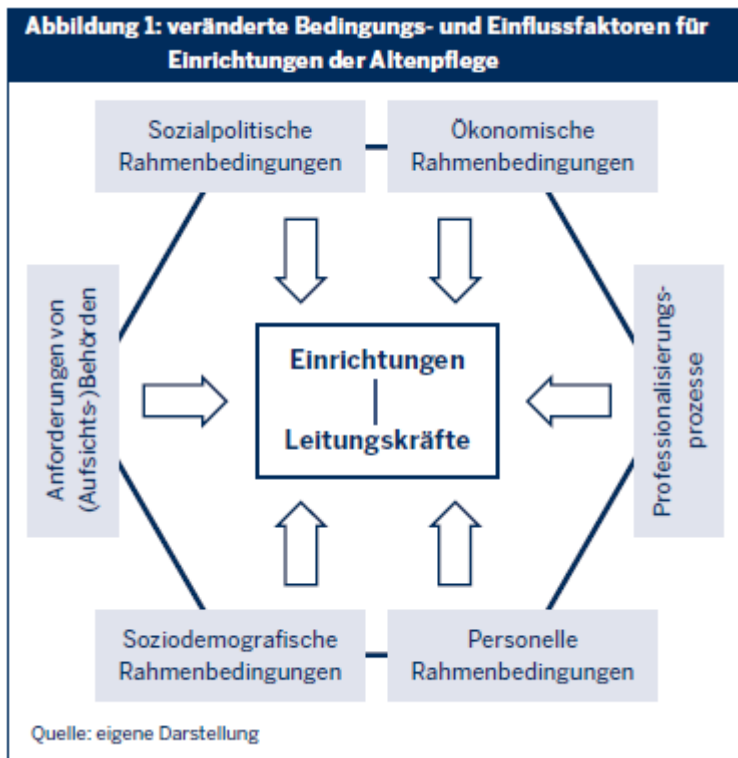 Abbildung 1: veränderte Bedingungs- und Einflussfaktoren für
Einrichtungen der Altenpflege
Sozialpolitische
Rahmenbedingungen
Ökonomische
Rahmenbedingungen
Anforderungen von
(Aufsichts-)Behörden
Einrichtungen
Leitungskräfte
Professionalisierungs-
prozesse
Soziodemografische
Rahmenbedingungen
Personelle
Rahmenbedingungen
Quelle: eigene Darstellung